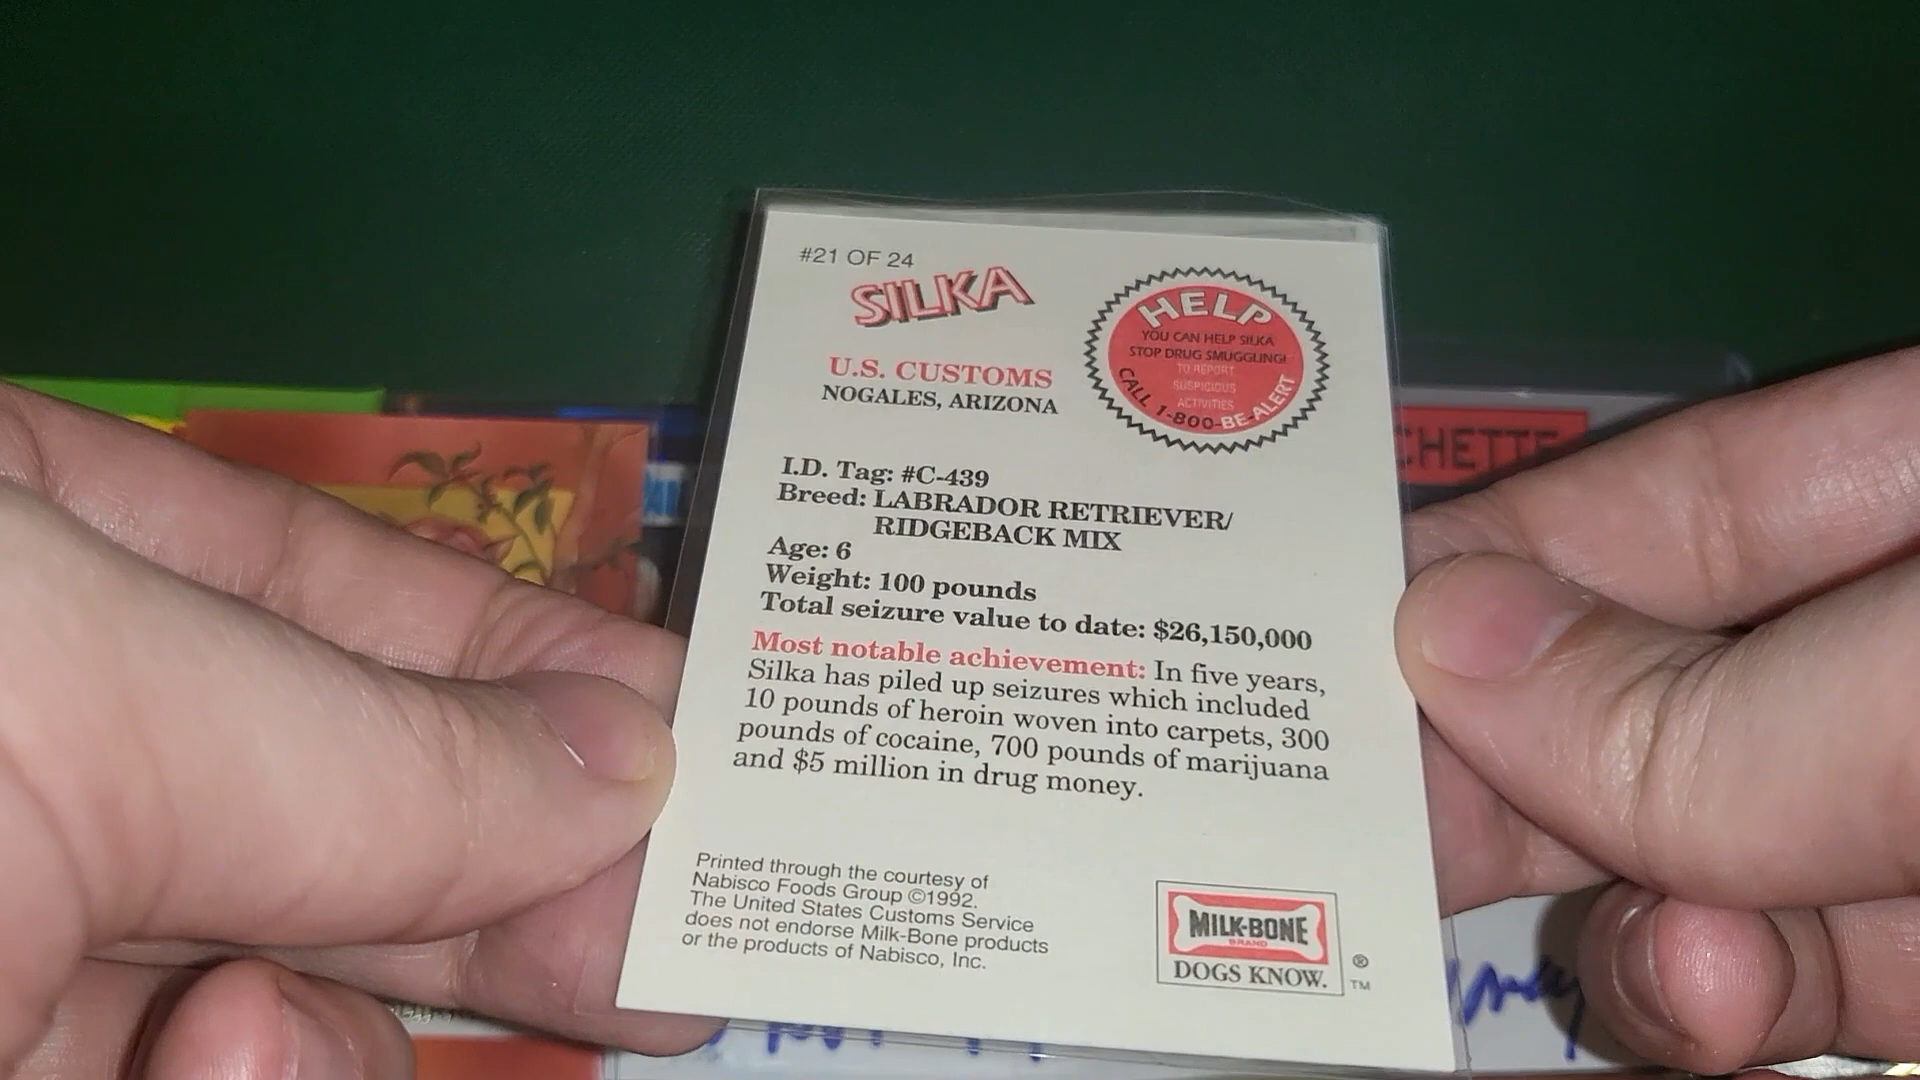 #21 OF 24
SILKA
U.S. CUSTOMS
NOGALES, ARIZONA
HELP
YOU CAN HELP SILKA
STOP DRUG SMUGGLING!
TO REPORT
SUSPICIOUS
ACTIVITIES
CALL 1-800-BE-ALERT
I.D. Tag: #C-439
Breed: LABRADOR RETRIEVER/
RIDGEBACK MIX
Age: 6
Weight: 100 pounds
Total seizure value to date: $26,150,000
Most notable achievement: In five years,
Silka has piled up seizures which included
10 pounds of heroin woven into carpets, 300
pounds of cocaine, 700 pounds of marijuana
and $5 million in drug money.
Printed through the courtesy of
Nabisco Foods Group ©1992.
The United States Customs Service
does not endorse Milk-Bone products
or the products of Nabisco, Inc.
MILK-BONE
BRAND
DOGS KNOW.
®
TM
CHETTE